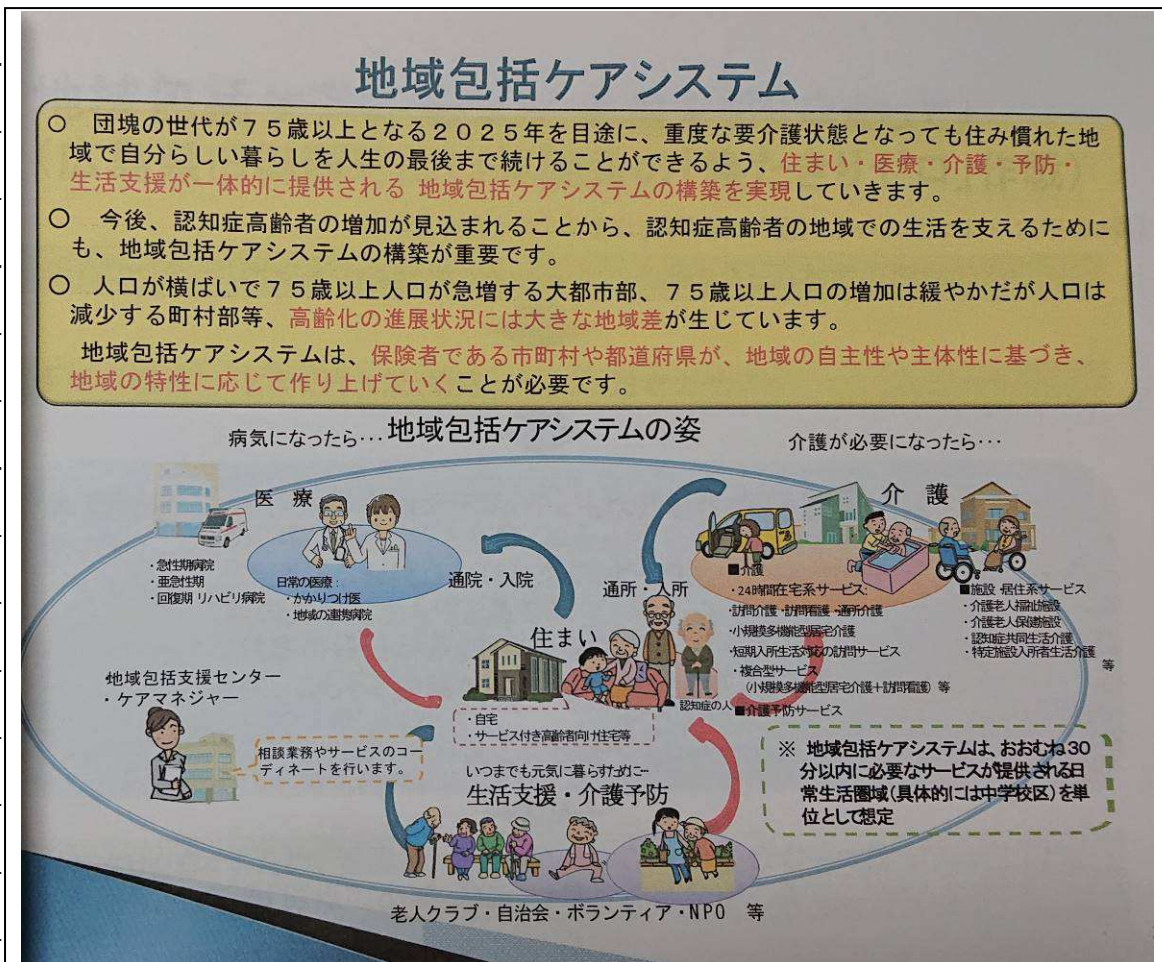 地域包括ケアシステム
○ 団塊の世代が７５歳以上となる２０２５年を目途に、重度な要介護状態となっても住み慣れた地
域で自分らしい暮らしを人生の最後まで続けることができるよう、住まい・医療・介護・予防・
生活支援が一体的に提供される 地域包括ケアシステムの構築を実現していきます。
○ 今後、認知症高齢者の増加が見込まれることから、認知症高齢者の地域での生活を支えるために
も、地域包括ケアシステムの構築が重要です。
○ 人口が横ばいで７５歳以上人口が急増する大都市部、７５歳以上人口の増加は緩やかだが人口は
減少する町村部等、高齢化の進展状況には大きな地域差が生じています。
地域包括ケアシステムは、保険者である市町村や都道府県が、地域の自主性や主体性に基づき、
地域の特性に応じて作り上げていくことが必要です。
地域包括ケアシステムの姿
病気になったら･･･
医 療
・急性期病院
・亜急性期
・回復期 リハビリ病院
日常の医療：
・かかりつけ医
・地域の連携病院
通院・入院
介護が必要になったら･･･
介 護
通所・入所
■介護
・24時間在宅系サービス：
・訪問介護・訪問看護・通所介護
・小規模多機能型居宅介護
・短期入所生活対応の訪問サービス
・複合型サービス
（小規模多機能型居宅介護＋訪問看護）等
■介護予防サービス
■施設・居住系サービス
・介護老人福祉施設
・介護老人保健施設
・認知症共同生活介護
・特定施設入所者生活介護
等
住まい
認知症の人
・自宅
・サービス付き高齢者向け住宅等
・地域包括支援センター
・ケアマネジャー
相談業務やサービスのコー
ディネートを行います。
いつまでも元気に暮らすために･･
生活支援・介護予防
老人クラブ・自治会・ボランティア・NPO 等
※ 地域包括ケアシステムは、おおむね30
分以内に必要なサービスが提供される日
常生活圏域（具体的には中学校区）を単
位として想定